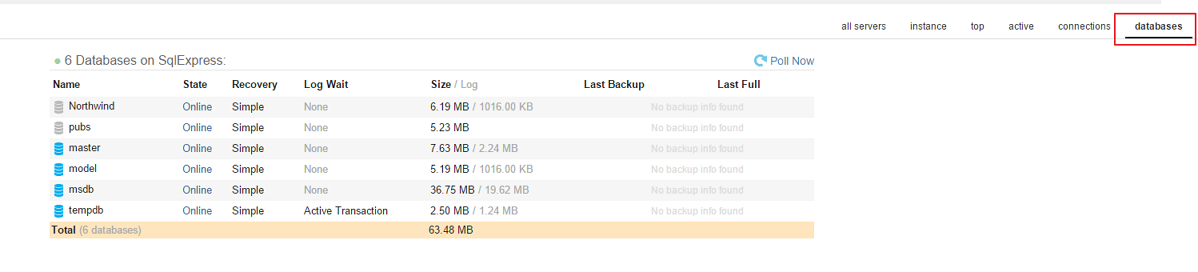 all servers instance top active connections databases
6 Databases on SqlExpress: Poll Now
Name State Recovery Log Wait Size / Log Last Backup Last Full
Northwind Online Simple None 6.19 MB / 1016.00 KB No backup info found
pubs Online Simple None 5.23 MB No backup info found
master Online Simple None 7.63 MB / 2.24 MB No backup info found
model Online Simple None 5.19 MB / 1016.00 KB No backup info found
msdb Online Simple None 36.75 MB / 19.62 MB No backup info found
tempdb Online Simple Active Transaction 2.50 MB / 1.24 MB No backup info found
Total (6 databases) 63.48 MB